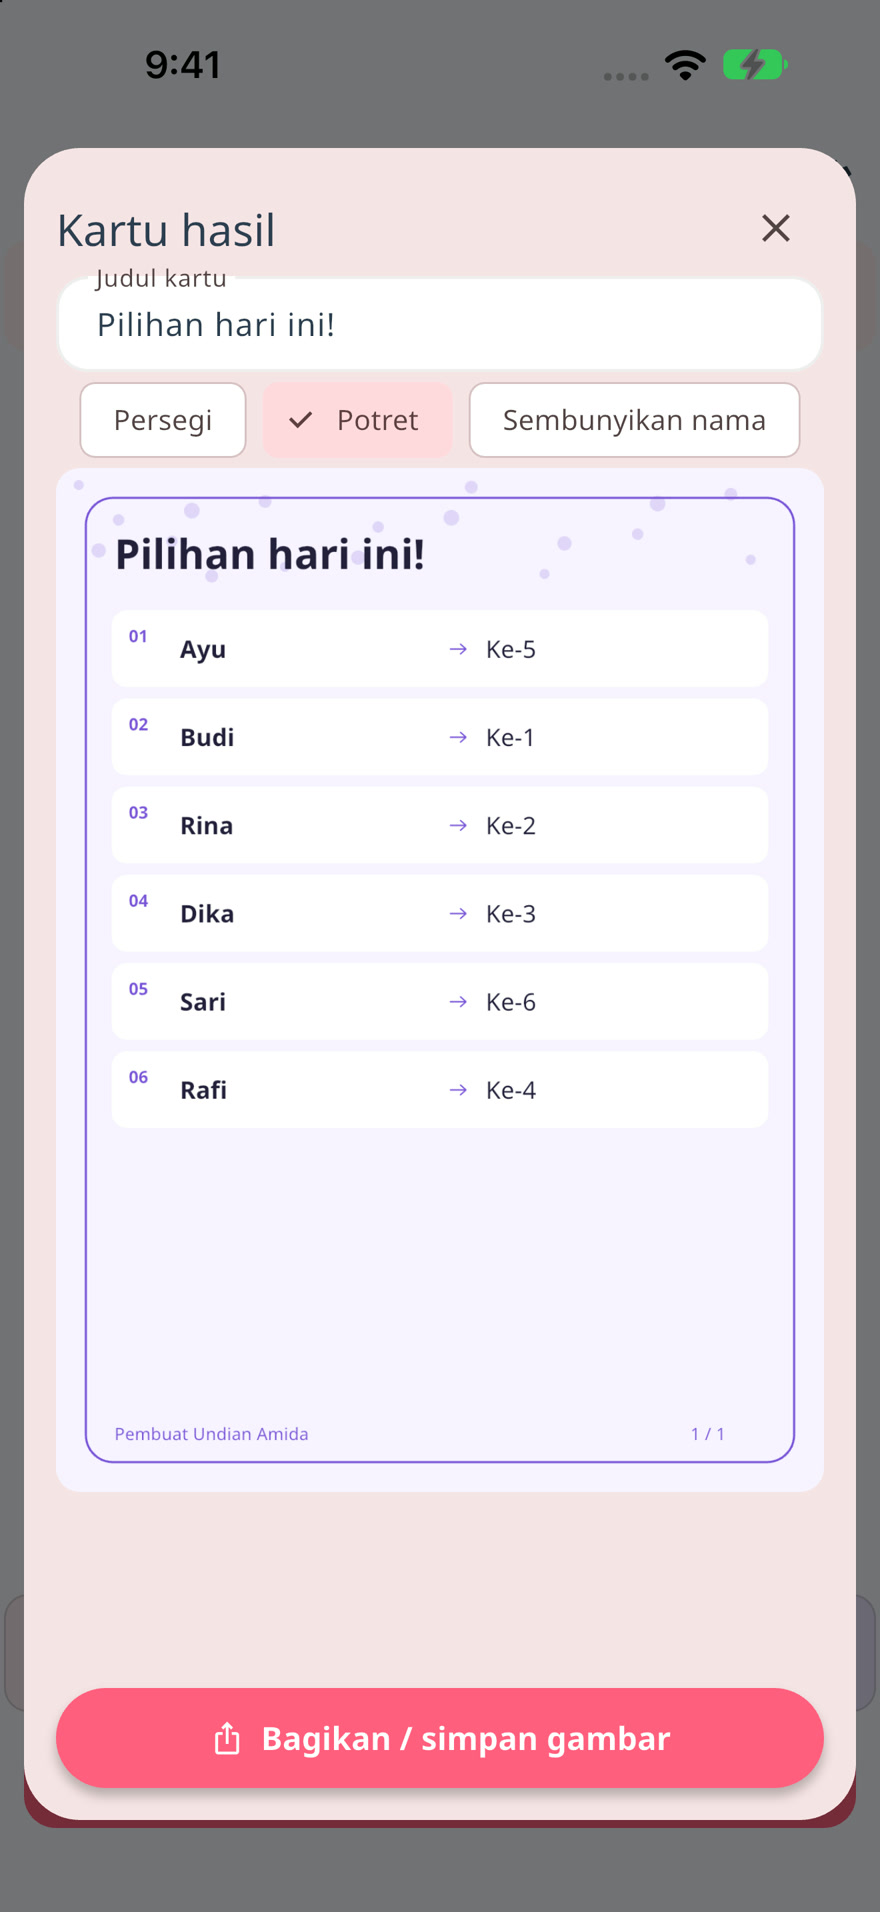 9:41
Kartu hasil
Judul kartu
Pilihan hari ini!
Persegi
Potret
Sembunyikan nama
Pilihan hari ini!
01 Ayu → Ke-5
02 Budi → Ke-1
03 Rina → Ke-2
04 Dika → Ke-3
05 Sari → Ke-6
06 Rafi → Ke-4
Pembuat Undian Amida 1 / 1
Bagikan / simpan gambar